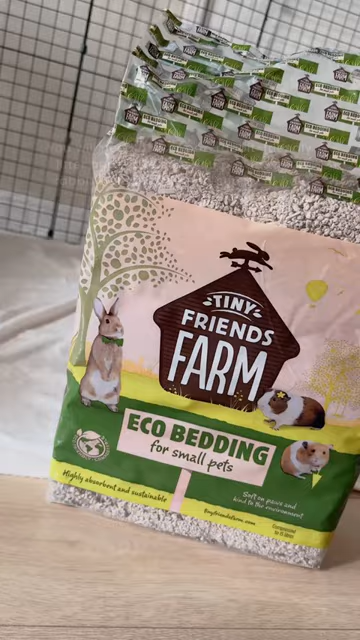 TINY
FRIENDS
FARM
ECO BEDDING
for small pets
Highly absorbent and sustainable
Soft on paws and
kind to the environment
tinyfriendsfarm.com